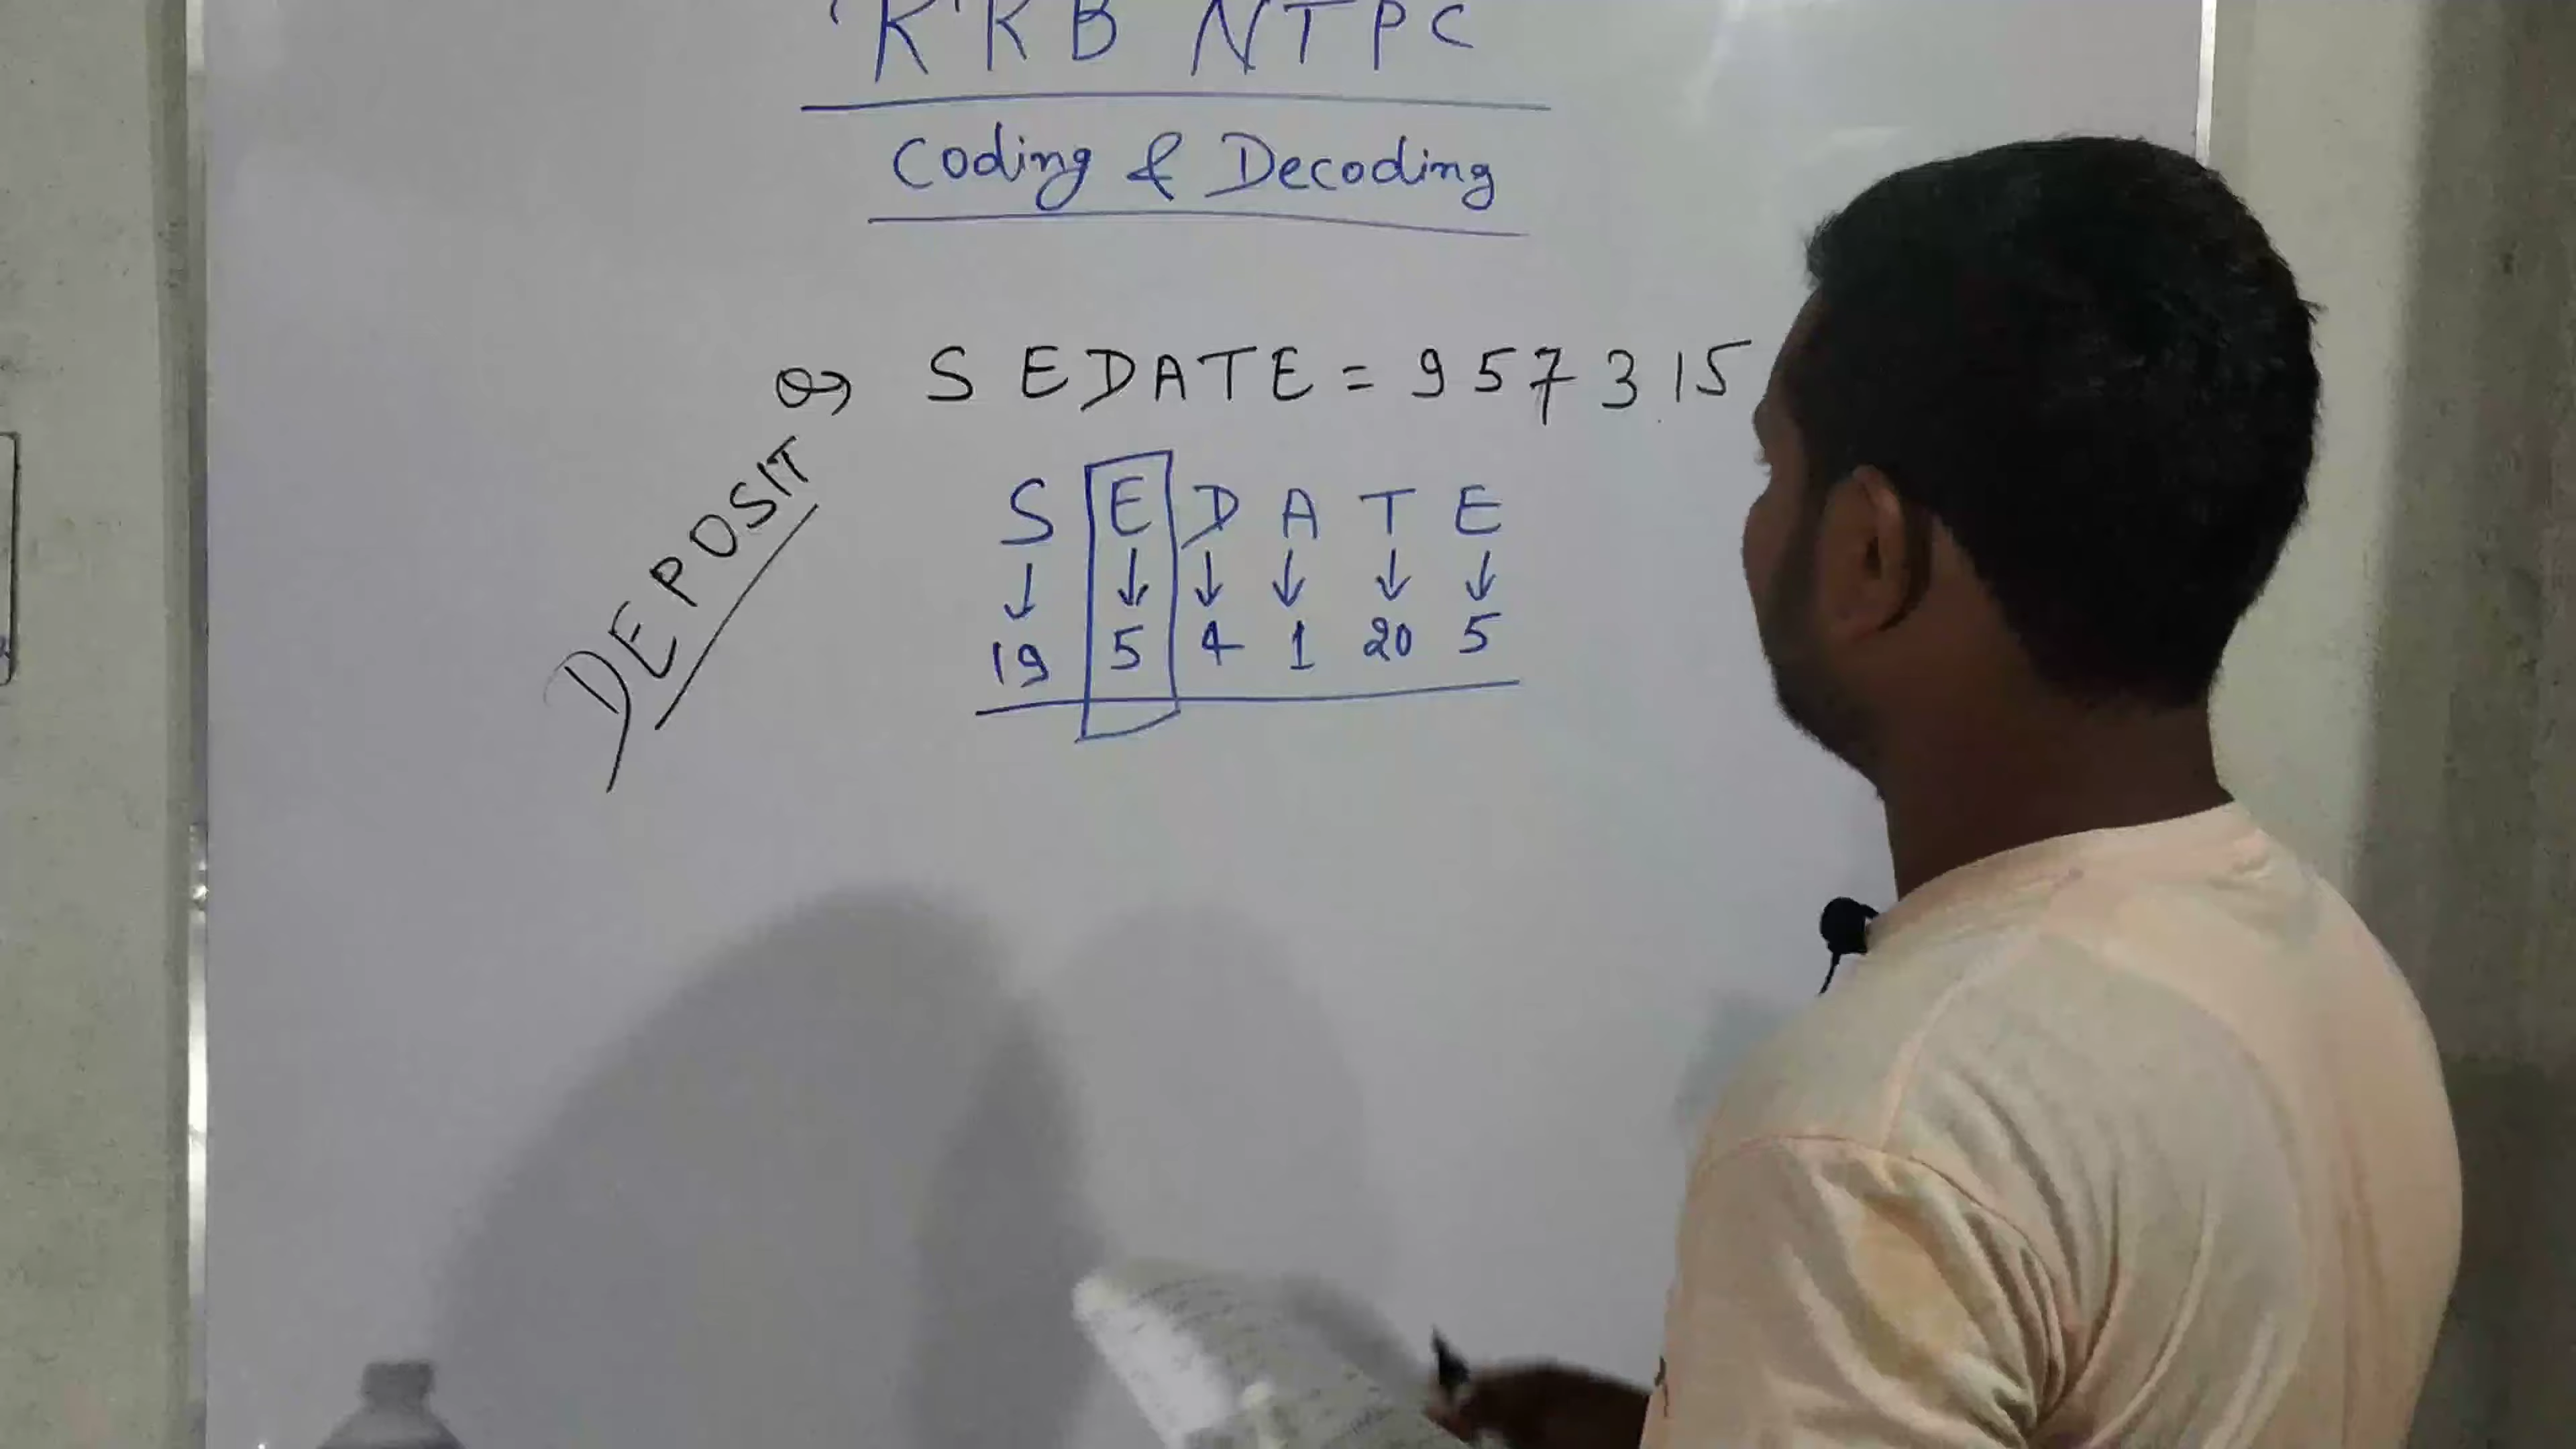 RRB NTPC
Coding & Decoding
Q→ SEDATE = 957315
DEPOSIT
S E D A T E
↓ ↓ ↓ ↓ ↓ ↓
19 5 4 1 20 5